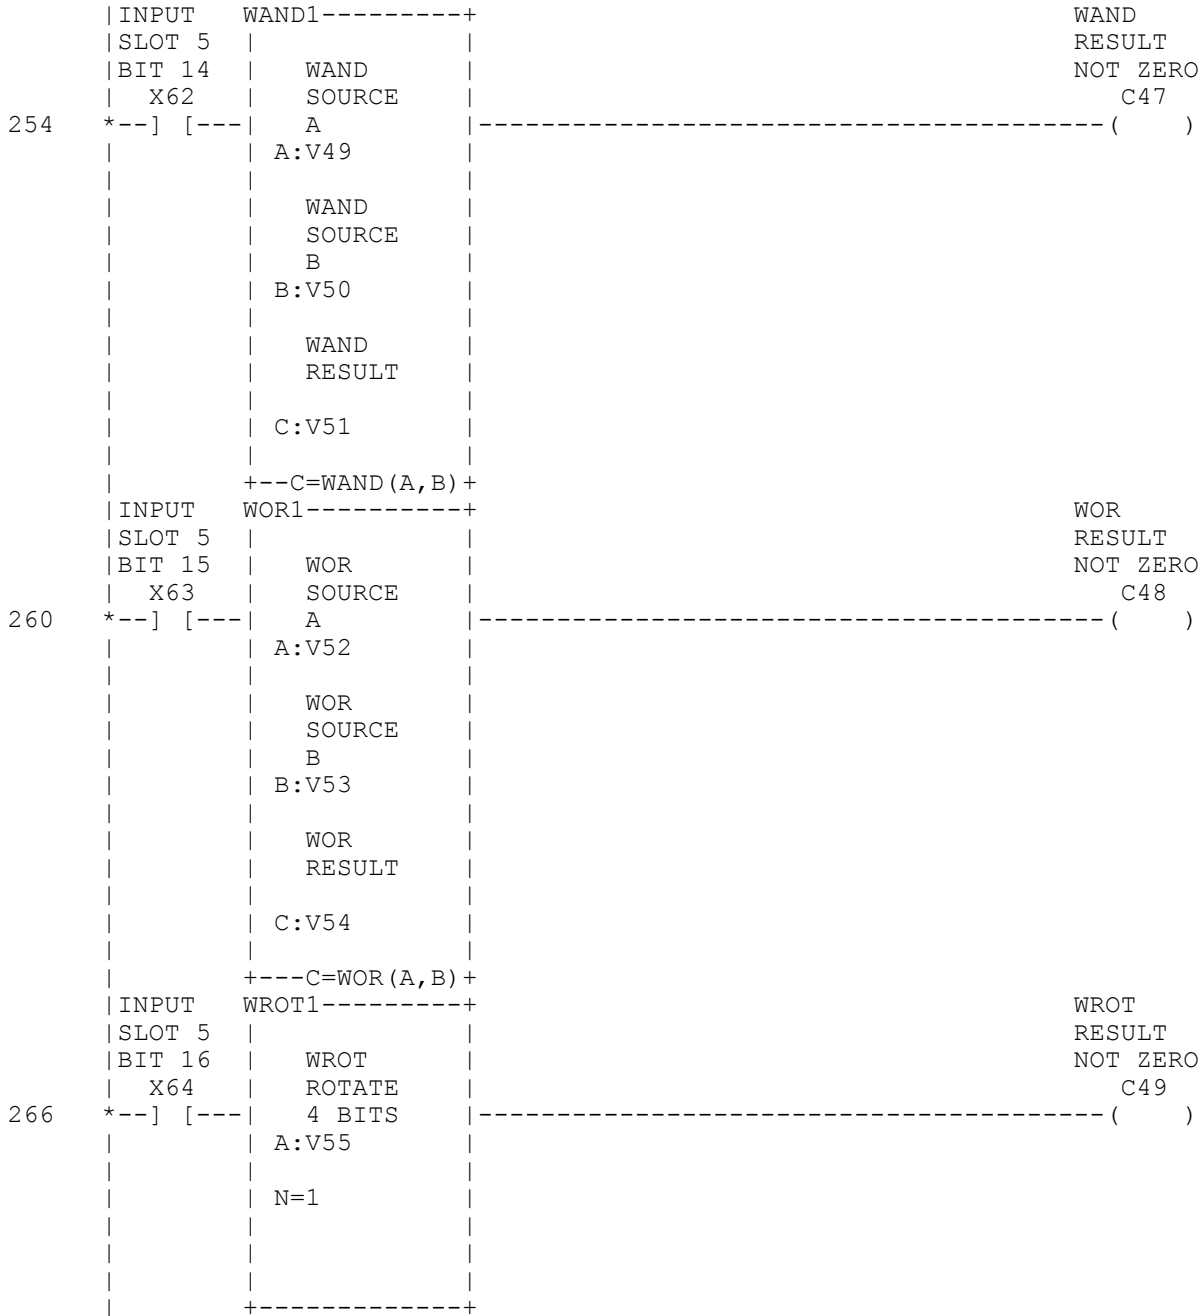 |INPUT   WAND1---------+                                      WAND
|SLOT 5  |             |                                      RESULT
|BIT 14  |   WAND      |                                      NOT ZERO
|  X62   |   SOURCE    |                                         C47
254   *--] [---|   A         |----------------------------------------(    )
|        | A:V49       |
|        |             |
|        |   WAND      |
|        |   SOURCE    |
|        |   B         |
|        | B:V50       |
|        |             |
|        |   WAND      |
|        |   RESULT    |
|        |             |
|        | C:V51       |
|        |             |
|        +--C=WAND(A,B)+
|INPUT   WOR1----------+                                      WOR
|SLOT 5  |             |                                      RESULT
|BIT 15  |   WOR       |                                      NOT ZERO
|  X63   |   SOURCE    |                                         C48
260   *--] [---|   A         |----------------------------------------(    )
|        | A:V52       |
|        |             |
|        |   WOR       |
|        |   SOURCE    |
|        |   B         |
|        | B:V53       |
|        |             |
|        |   WOR       |
|        |   RESULT    |
|        |             |
|        | C:V54       |
|        |             |
|        +---C=WOR(A,B)+
|INPUT   WROT1---------+                                      WROT
|SLOT 5  |             |                                      RESULT
|BIT 16  |   WROT      |                                      NOT ZERO
|  X64   |   ROTATE    |                                         C49
266   *--] [---|   4 BITS    |----------------------------------------(    )
|        | A:V55       |
|        |             |
|        | N=1         |
|        |             |
|        |             |
|        |             |
|        +-------------+